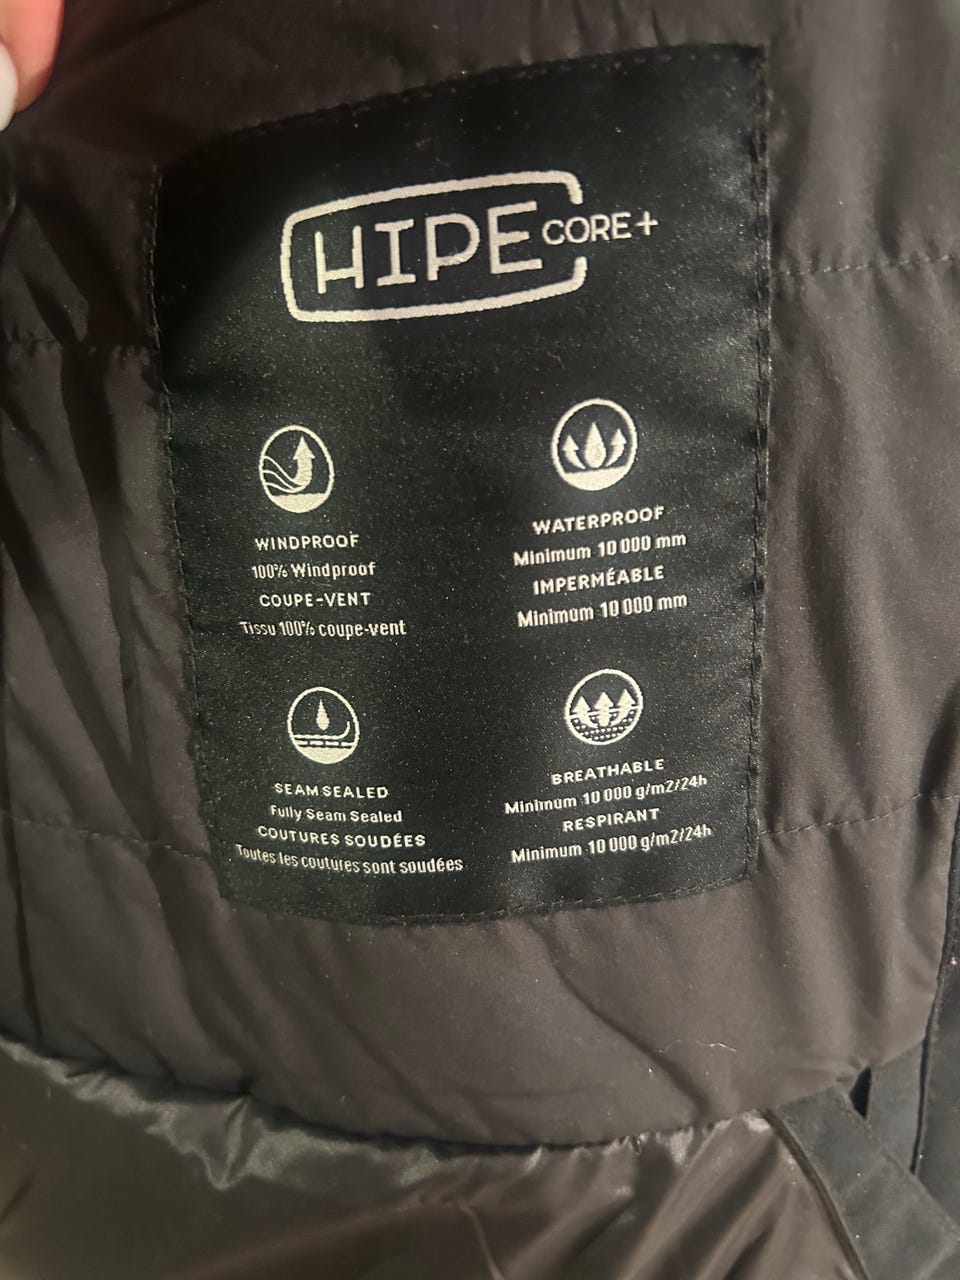 HIPE CORE+
WINDPROOF
100% Windproof
COUPE-VENT
Tissu 100% coupe-vent
WATERPROOF
Minimum 10 000 mm
IMPERMÉABLE
Minimum 10 000 mm
SEAM SEALED
Fully Seam Sealed
COUTURES SOUDÉES
Toutes les coutures sont soudées
BREATHABLE
Minimum 10 000 g/m2/24h
RESPIRANT
Minimum 10 000 g/m2/24h